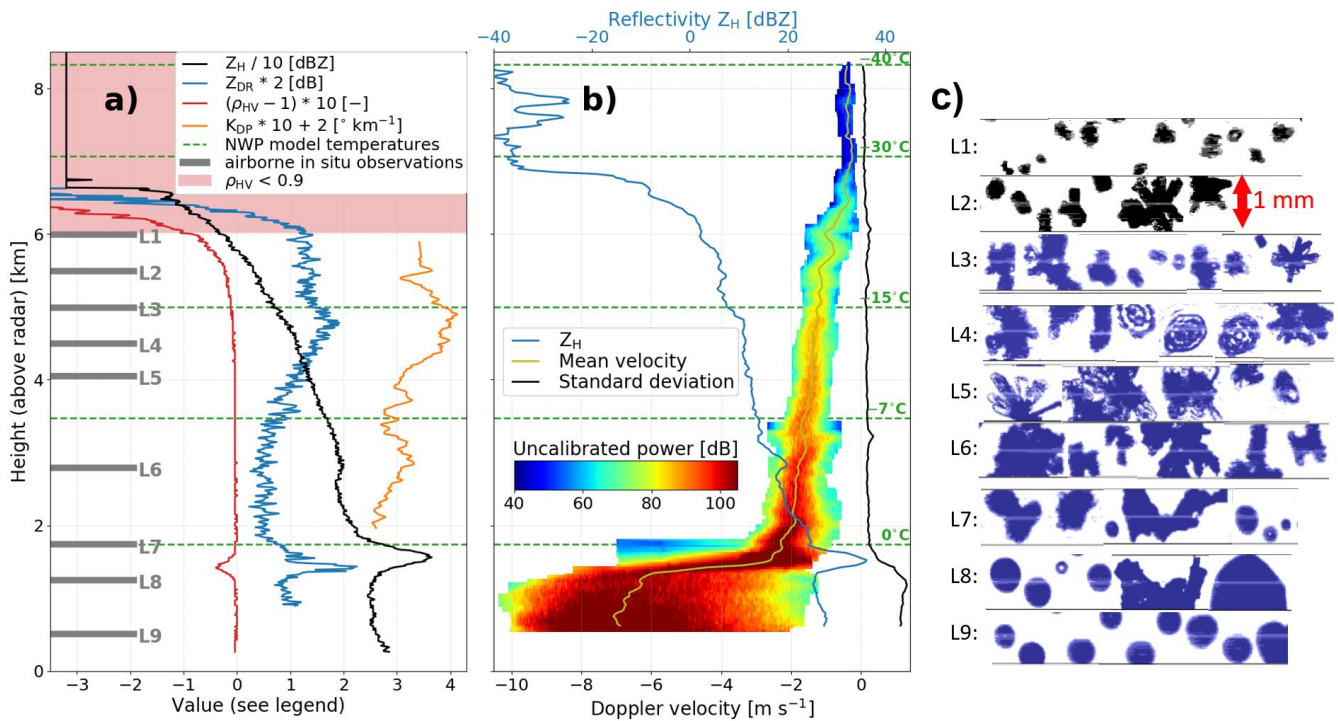 Reflectivity Z_H [dBZ]
−40 −20 0 20 40
a)
Z_H / 10 [dBZ]
Z_DR * 2 [dB]
(ρ_HV − 1) * 10 [−]
K_DP * 10 + 2 [° km⁻¹]
NWP model temperatures
airborne in situ observations
ρ_HV < 0.9
L1
L2
L3
L4
L5
L6
L7
L8
L9
0
2
4
6
8
Height (above radar) [km]
−3 −2 −1 0 1 2 3 4
Value (see legend)
b)
−40°C
−30°C
−15°C
−7°C
0°C
Z_H
Mean velocity
Standard deviation
Uncalibrated power [dB]
40 60 80 100
−10 −8 −6 −4 −2 0
Doppler velocity [m s⁻¹]
c)
L1:
L2:
1 mm
L3:
L4:
L5:
L6:
L7:
L8:
L9: